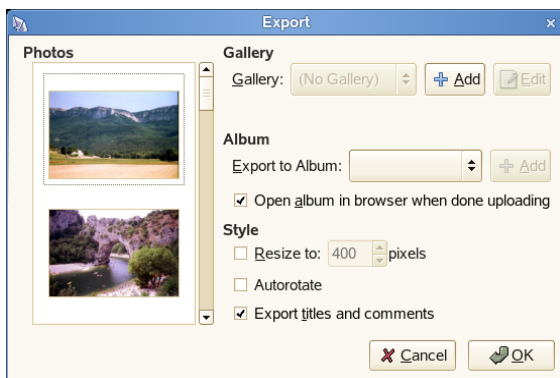 Export
Photos
Gallery
Gallery: (No Gallery) Add Edit
Album
Export to Album: Add
Open album in browser when done uploading
Style
Resize to: 400 pixels
Autorotate
Export titles and comments
Cancel OK